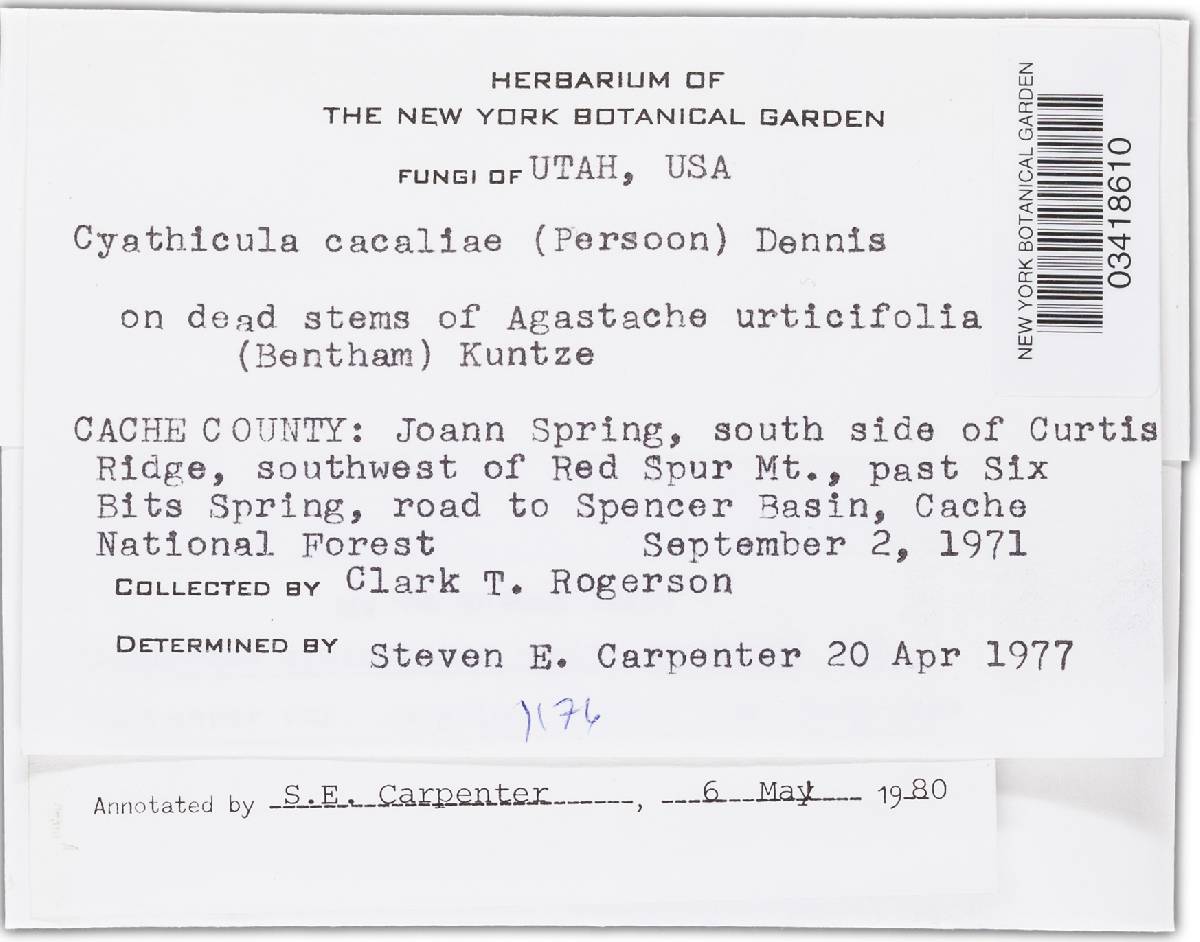 HERBARIUM OF
THE NEW YORK BOTANICAL GARDEN
FUNGI OF UTAH, USA
Cyathicula cacaliae (Persoon) Dennis
on dead stems of Agastache urticifolia
(Bentham) Kuntze
CACHE COUNTY: Joann Spring, south side of Curtis
Ridge, southwest of Red Spur Mt., past Six
Bits Spring, road to Spencer Basin, Cache
National Forest September 2, 1971
COLLECTED BY Clark T. Rogerson
DETERMINED BY Steven E. Carpenter 20 Apr 1977
Annotated by S.E. Carpenter, 6 May 1980
NEW YORK BOTANICAL GARDEN
03418610